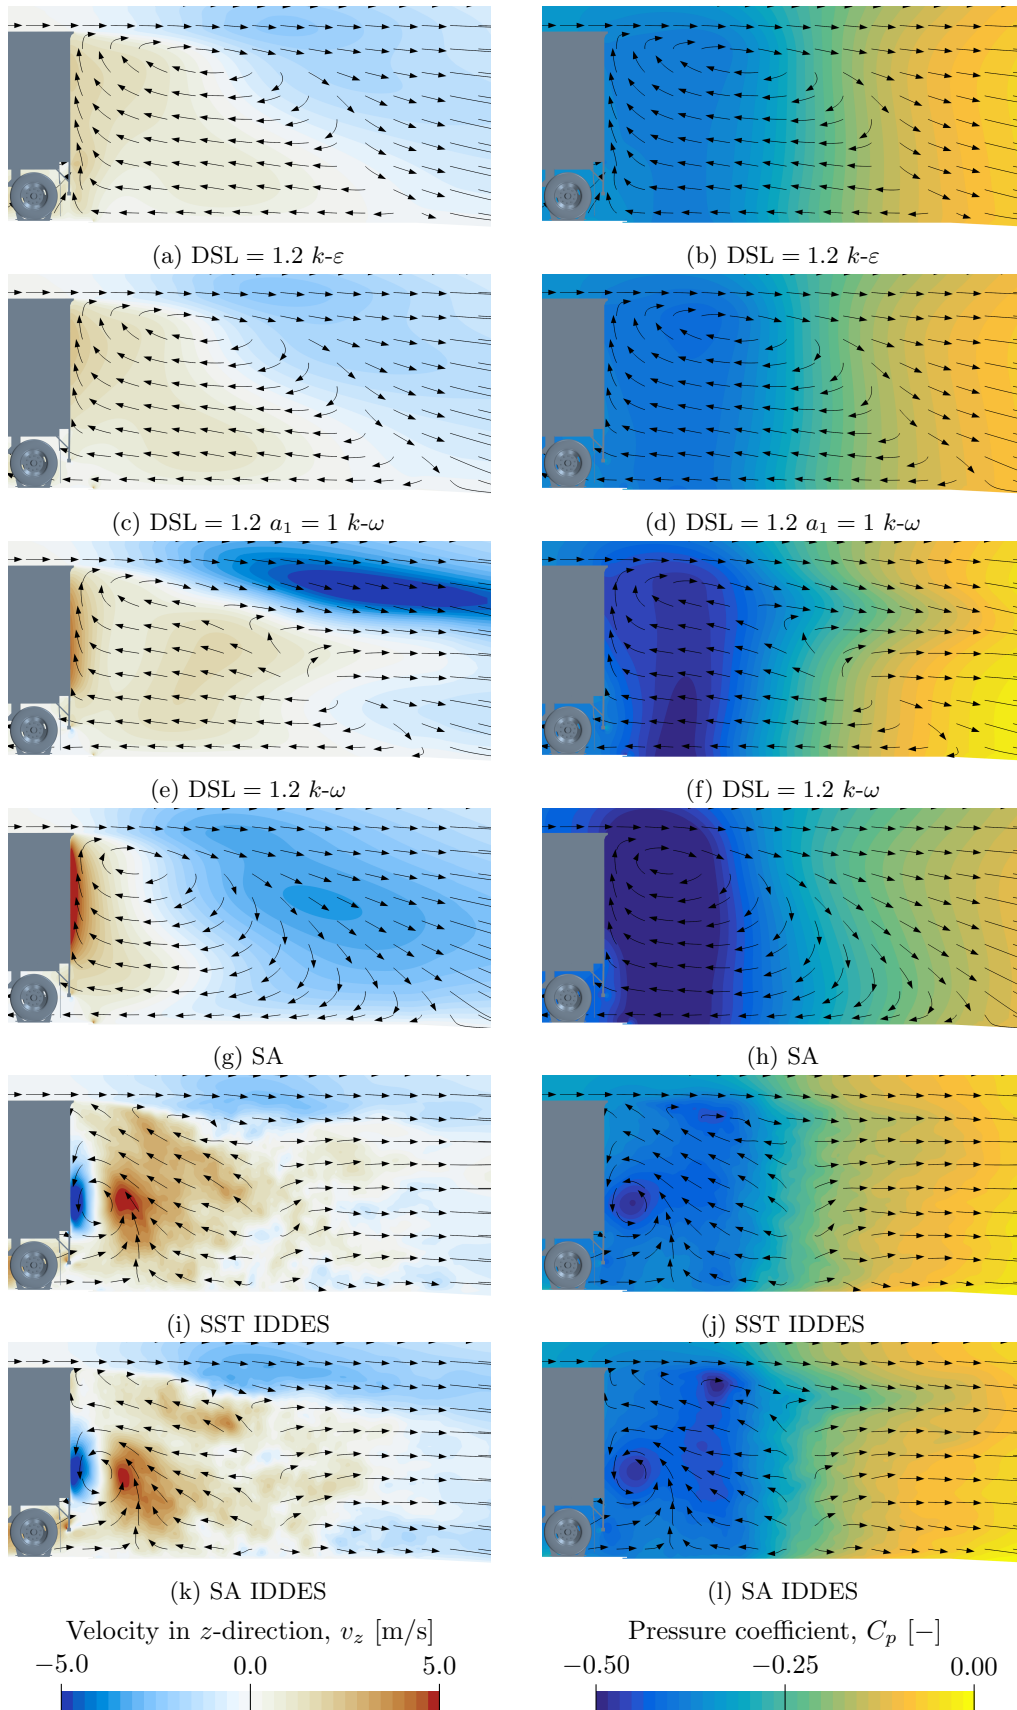 (a) DSL = 1.2 k-ε
(b) DSL = 1.2 k-ε
(c) DSL = 1.2 a₁ = 1 k-ω
(d) DSL = 1.2 a₁ = 1 k-ω
(e) DSL = 1.2 k-ω
(f) DSL = 1.2 k-ω
(g) SA
(h) SA
(i) SST IDDES
(j) SST IDDES
(k) SA IDDES
(l) SA IDDES
Velocity in z-direction, v_z [m/s]
−5.0 0.0 5.0
Pressure coefficient, C_p [−]
−0.50 −0.25 0.00